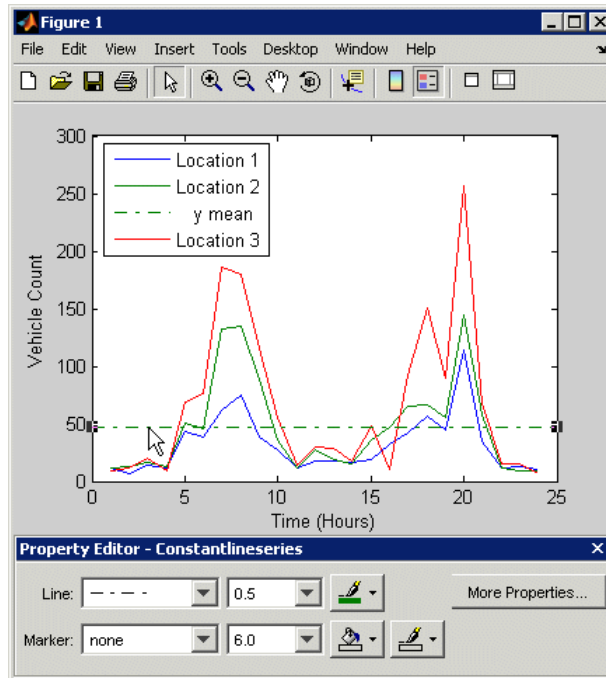 Figure 1
File Edit View Insert Tools Desktop Window Help
300
250
200
150
100
50
0
Vehicle Count
Location 1
Location 2
y mean
Location 3
0 5 10 15 20 25
Time (Hours)
Property Editor - Constantlineseries
Line: 0.5 More Properties...
Marker: none 6.0